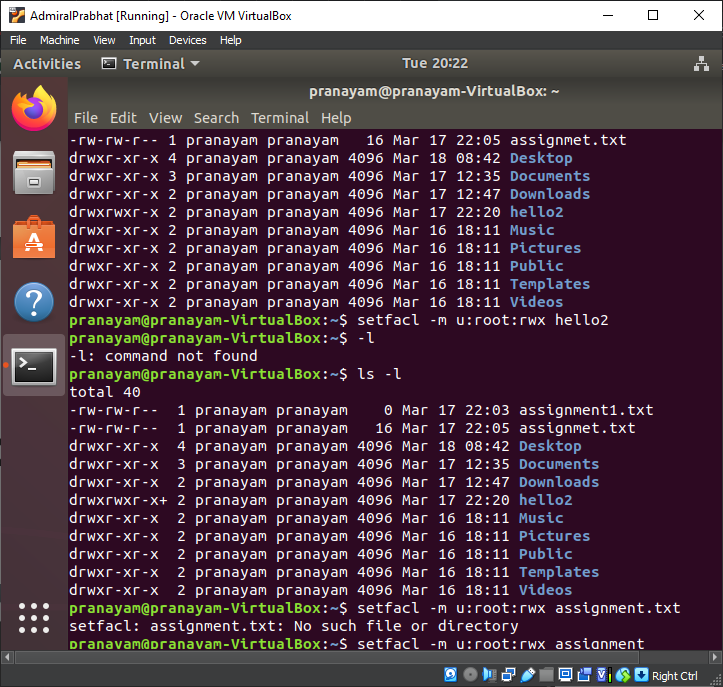 AdmiralPrabhat [Running] - Oracle VM VirtualBox
File Machine View Input Devices Help
Activities Terminal Tue 20:22
pranayam@pranayam-VirtualBox: ~
File Edit View Search Terminal Help
-rw-rw-r-- 1 pranayam pranayam   16 Mar 17 22:05 assignmet.txt
drwxr-xr-x 4 pranayam pranayam 4096 Mar 18 08:42 Desktop
drwxr-xr-x 3 pranayam pranayam 4096 Mar 17 12:35 Documents
drwxr-xr-x 2 pranayam pranayam 4096 Mar 17 12:47 Downloads
drwxrwxr-x 2 pranayam pranayam 4096 Mar 17 22:20 hello2
drwxr-xr-x 2 pranayam pranayam 4096 Mar 16 18:11 Music
drwxr-xr-x 2 pranayam pranayam 4096 Mar 16 18:11 Pictures
drwxr-xr-x 2 pranayam pranayam 4096 Mar 16 18:11 Public
drwxr-xr-x 2 pranayam pranayam 4096 Mar 16 18:11 Templates
drwxr-xr-x 2 pranayam pranayam 4096 Mar 16 18:11 Videos
pranayam@pranayam-VirtualBox:~$ setfacl -m u:root:rwx hello2
pranayam@pranayam-VirtualBox:~$ -l
-l: command not found
pranayam@pranayam-VirtualBox:~$ ls -l
total 40
-rw-rw-r--  1 pranayam pranayam    0 Mar 17 22:03 assignment1.txt
-rw-rw-r--  1 pranayam pranayam   16 Mar 17 22:05 assignmet.txt
drwxr-xr-x  4 pranayam pranayam 4096 Mar 18 08:42 Desktop
drwxr-xr-x  3 pranayam pranayam 4096 Mar 17 12:35 Documents
drwxr-xr-x  2 pranayam pranayam 4096 Mar 17 12:47 Downloads
drwxrwxr-x+ 2 pranayam pranayam 4096 Mar 17 22:20 hello2
drwxr-xr-x  2 pranayam pranayam 4096 Mar 16 18:11 Music
drwxr-xr-x  2 pranayam pranayam 4096 Mar 16 18:11 Pictures
drwxr-xr-x  2 pranayam pranayam 4096 Mar 16 18:11 Public
drwxr-xr-x  2 pranayam pranayam 4096 Mar 16 18:11 Templates
drwxr-xr-x  2 pranayam pranayam 4096 Mar 16 18:11 Videos
pranayam@pranayam-VirtualBox:~$ setfacl -m u:root:rwx assignment.txt
setfacl: assignment.txt: No such file or directory
pranayam@pranayam-VirtualBox:~$ setfacl -m u:root:rwx assignment
Right Ctrl